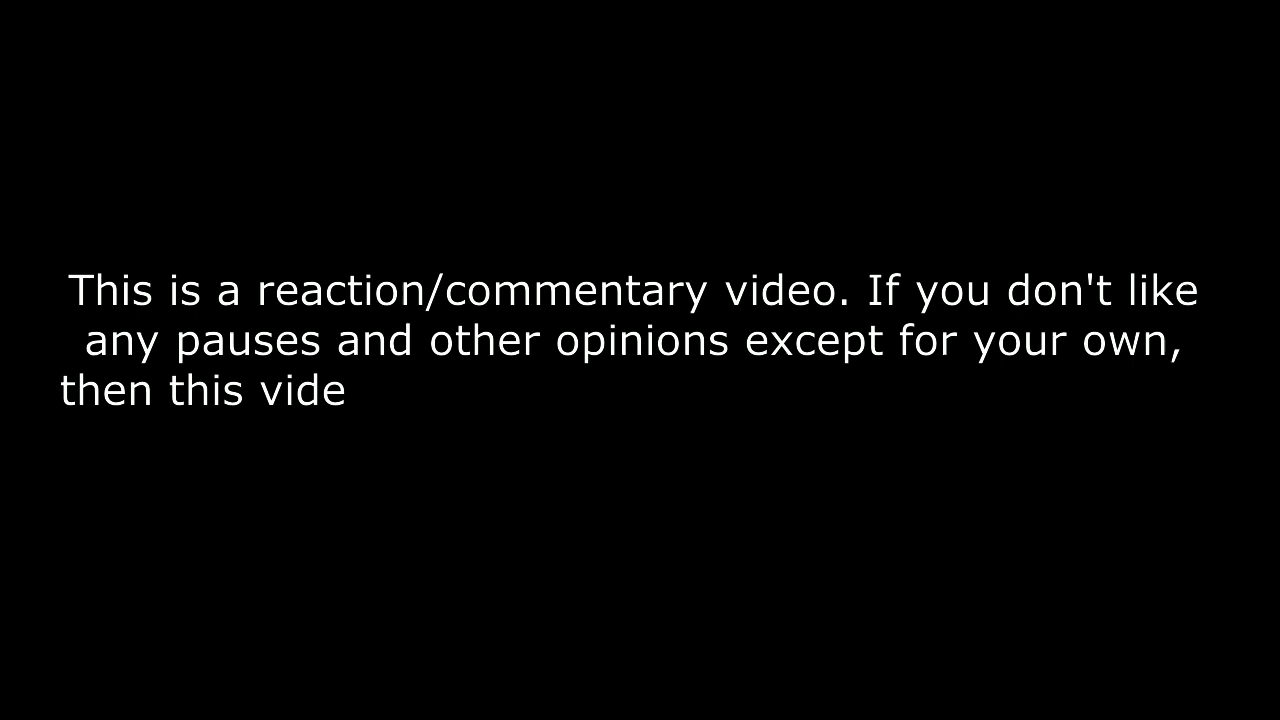 This is a reaction/commentary video. If you don't like
any pauses and other opinions except for your own,
then this vide